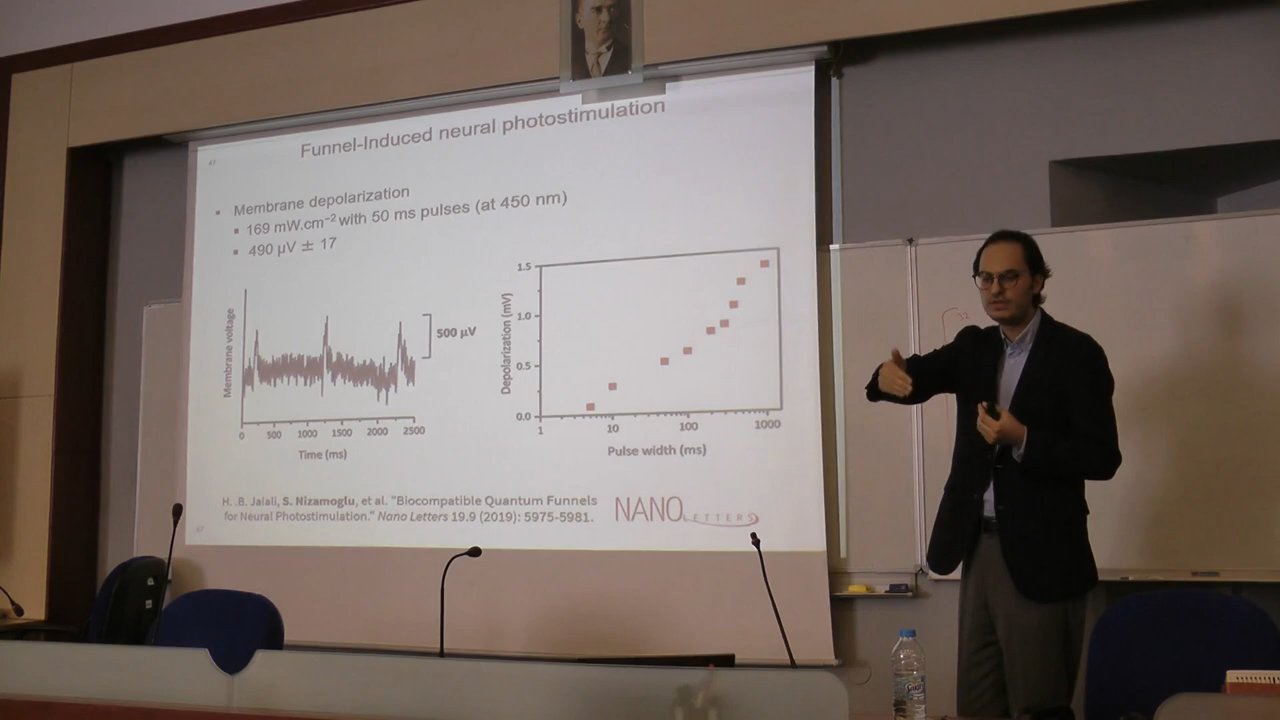 Funnel-Induced neural photostimulation
Membrane depolarization
169 mW.cm⁻² with 50 ms pulses (at 450 nm)
490 µV ± 17
Membrane voltage
500 µV
0 500 1000 1500 2000 2500
Time (ms)
Depolarization (mV)
1.5
1.0
0.5
0.0
1 10 100 1000
Pulse width (ms)
H. .B. Jalali, S. Nizamoglu, et al. "Biocompatible Quantum Funnels
for Neural Photostimulation." Nano Letters 19.9 (2019): 5975-5981.
NANO LETTERS
32